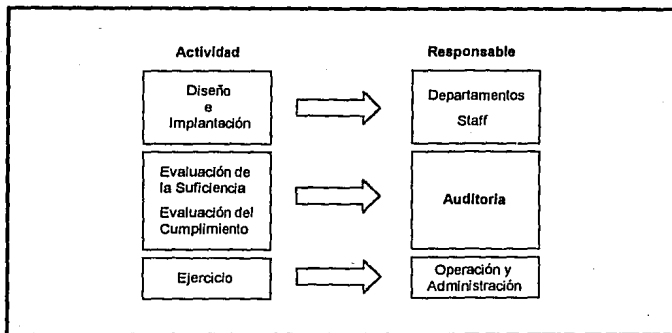 Actividad
Responsable
Diseño
e
Implantación
Departamentos
Staff
Evaluación de
la Suficiencia
Evaluación del
Cumplimiento
Auditoria
Ejercicio
Operación y
Administración